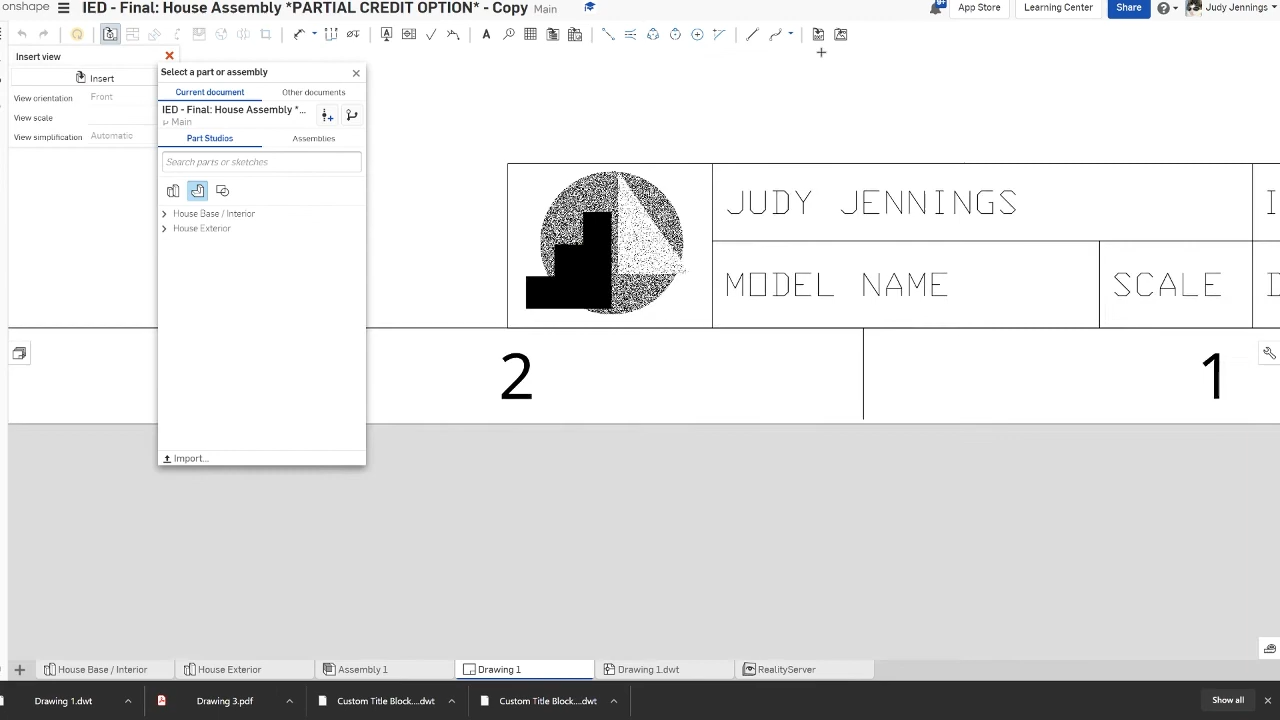 onshape IED - Final: House Assembly *PARTIAL CREDIT OPTION* - Copy Main App Store Learning Center Share Judy Jennings
Insert view
Select a part or assembly
Insert
Current document Other documents
View orientation Front
IED - Final: House Assembly *...
Main
View scale
View simplification Automatic
Part Studios Assemblies
Search parts or sketches
House Base / Interior
House Exterior
Import...
JUDY JENNINGS
MODEL NAME SCALE
2 1
House Base / Interior House Exterior Assembly 1 Drawing 1 Drawing 1.dwt RealityServer
Drawing 1.dwt Drawing 3.pdf Custom Title Block....dwt Custom Title Block....dwt Show all